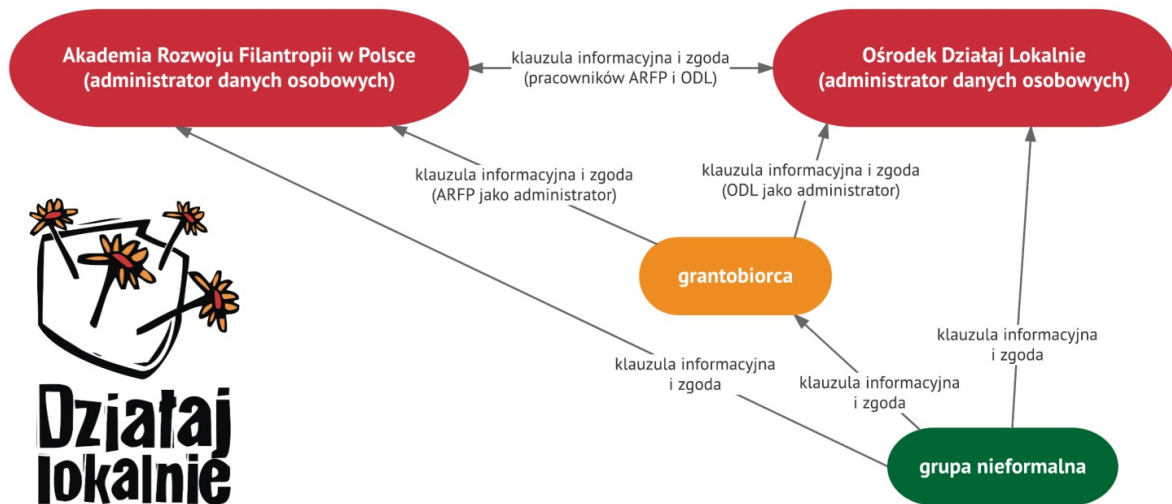 Akademia Rozwoju Filantropii w Polsce
(administrator danych osobowych)
klauzula informacyjna i zgoda
(pracowników ARFP i ODL)
Ośrodek Działaj Lokalnie
(administrator danych osobowych)
klauzula informacyjna i zgoda
(ARFP jako administrator)
klauzula informacyjna i zgoda
(ODL jako administrator)
grantobiorca
klauzula informacyjna
i zgoda
klauzula informacyjna
i zgoda
klauzula informacyjna
i zgoda
grupa nieformalna
Działaj
lokalnie